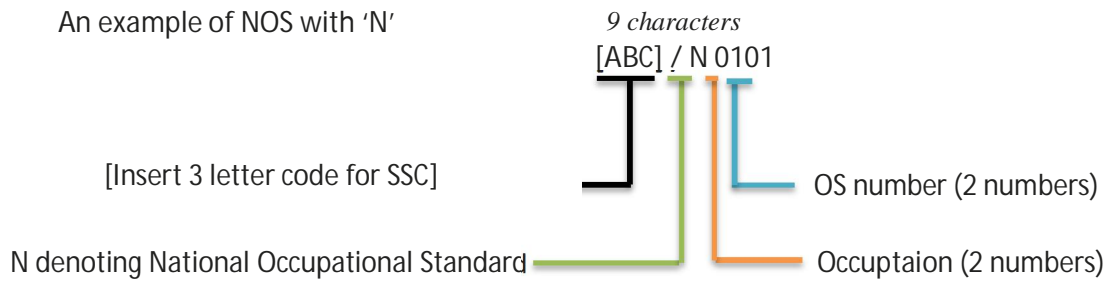 An example of NOS with ‘N’
9 characters
[ABC] / N 0101
[Insert 3 letter code for SSC]
OS number (2 numbers)
N denoting National Occupational Standard
Occuptaion (2 numbers)